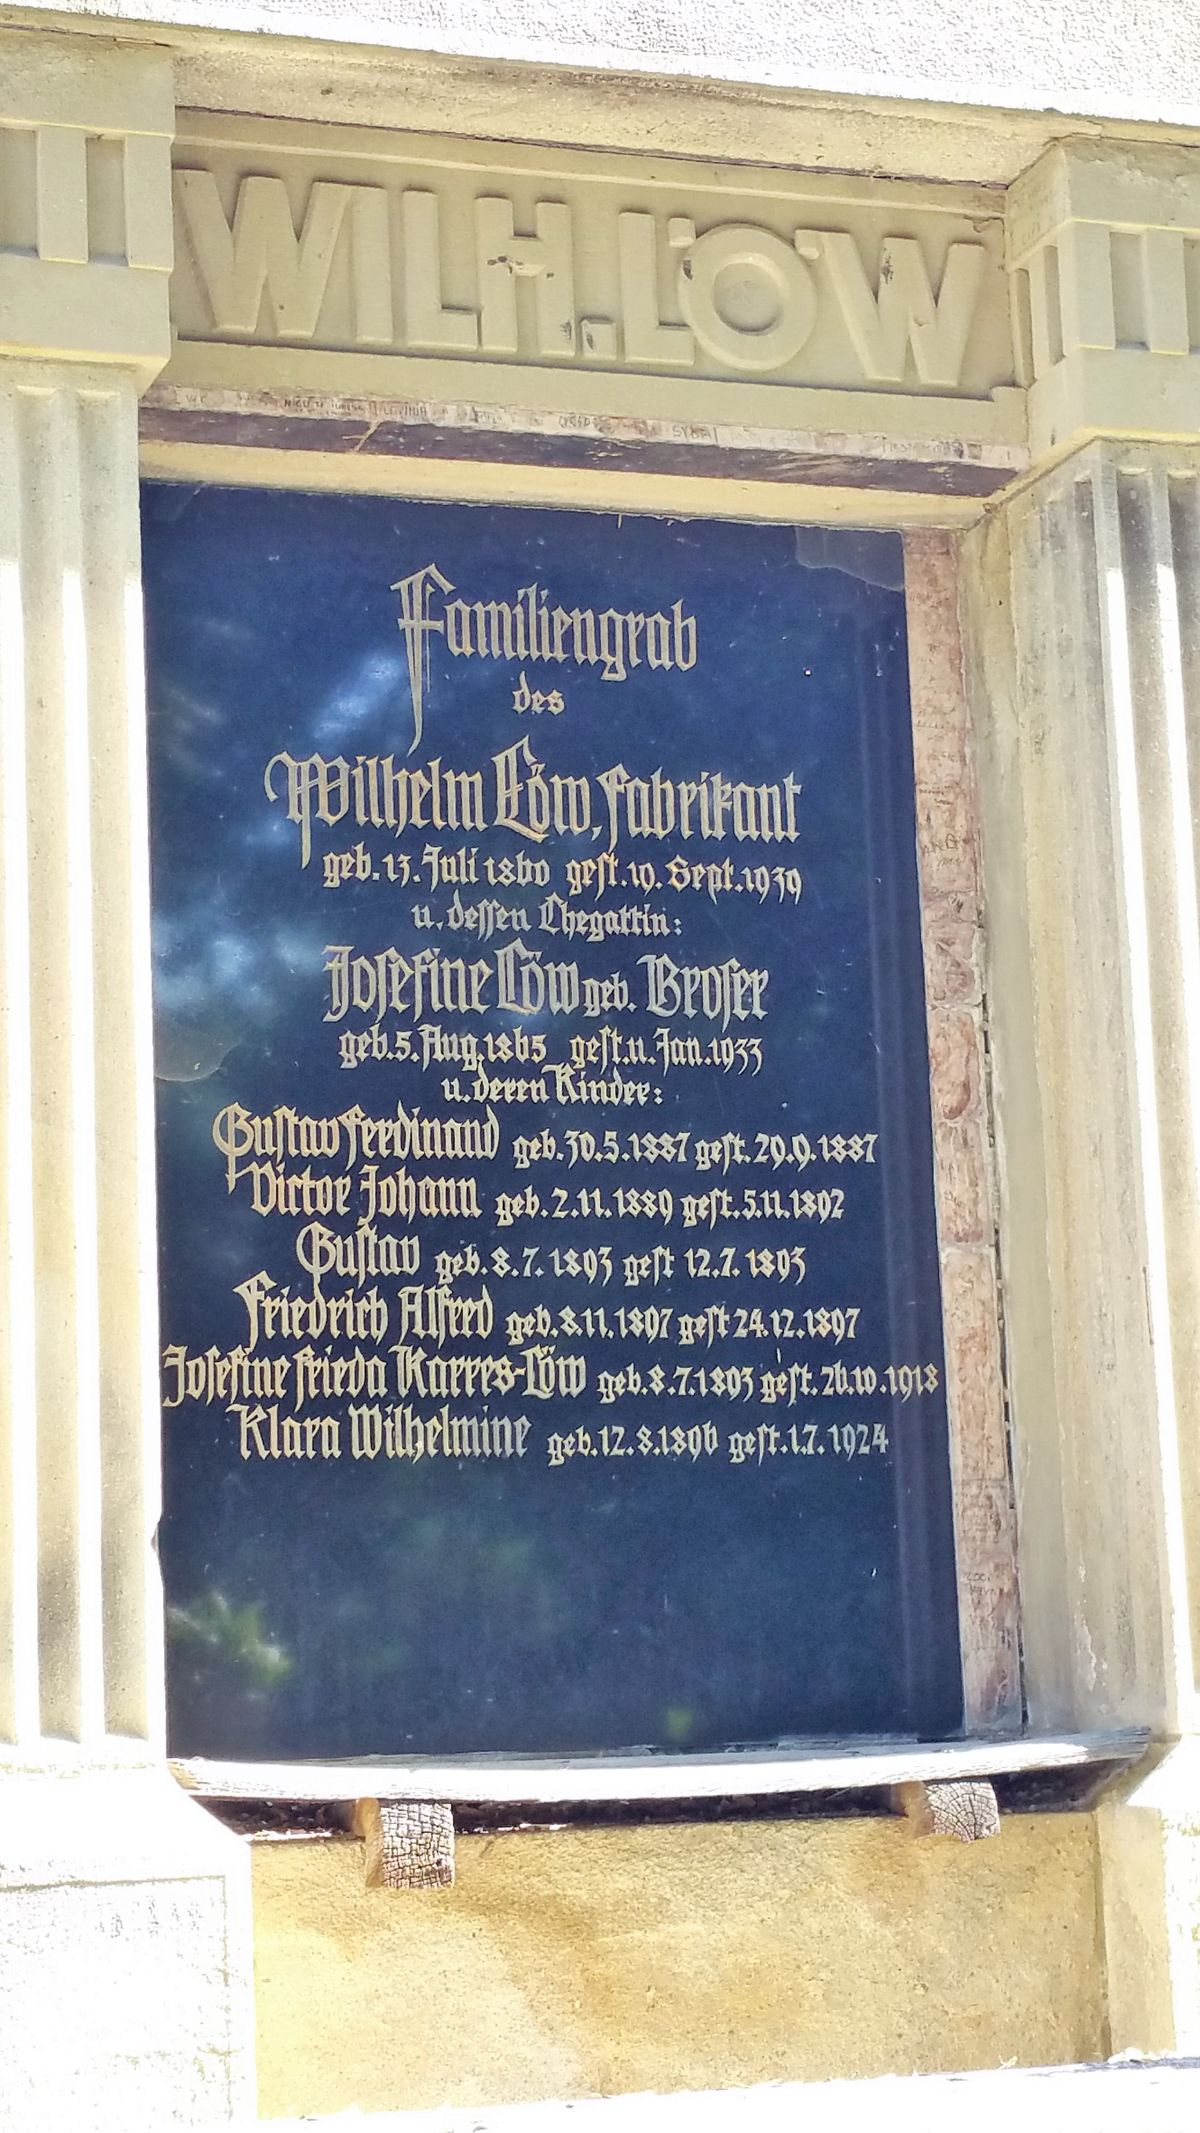 WILH. LÖW
Familiengrab
des
Wilhelm Löw, Fabrikant
geb. 13. Juli 1860 gest. 19. Sept. 1939
u. dessen Ehegattin:
Josefine Löw geb. Broser
geb. 5. Aug. 1865 gest. 11. Jan. 1933
u. deren Kinder:
Gustav Ferdinand geb. 30.5.1887 gest. 29.9.1887
Victor Johann geb. 2.11.1889 gest. 5.11.1892
Gustav geb. 8.7.1893 gest 12.7.1893
Friedrich Alfred geb. 8.11.1897 gest 24.12.1897
Josefine Frieda Karres-Löw geb. 8.7.1893 gest. 26.10.1918
Klara Wilhelmine geb. 12.8.1896 gest. 1.7.1924